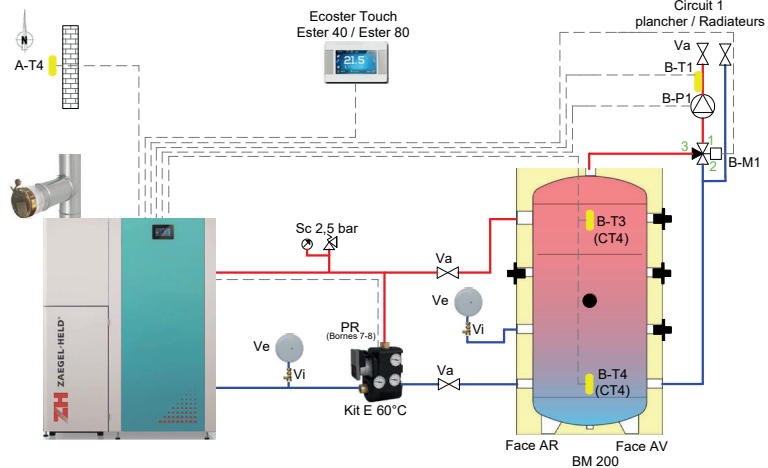 Circuit 1
plancher / Radiateurs
Ecoster Touch
Ester 40 / Ester 80
21.5
N
A-T4
Va
B-T1
B-P1
3
1
2
B-M1
Sc 2,5 bar
B-T3
(CT4)
Va
Ve
Vi
PR
(Bornes 7-8)
Ve
Vi
Va
B-T4
(CT4)
Kit E 60°C
ZH ZAEGEL-HELD®
Face AR
Face AV
BM 200